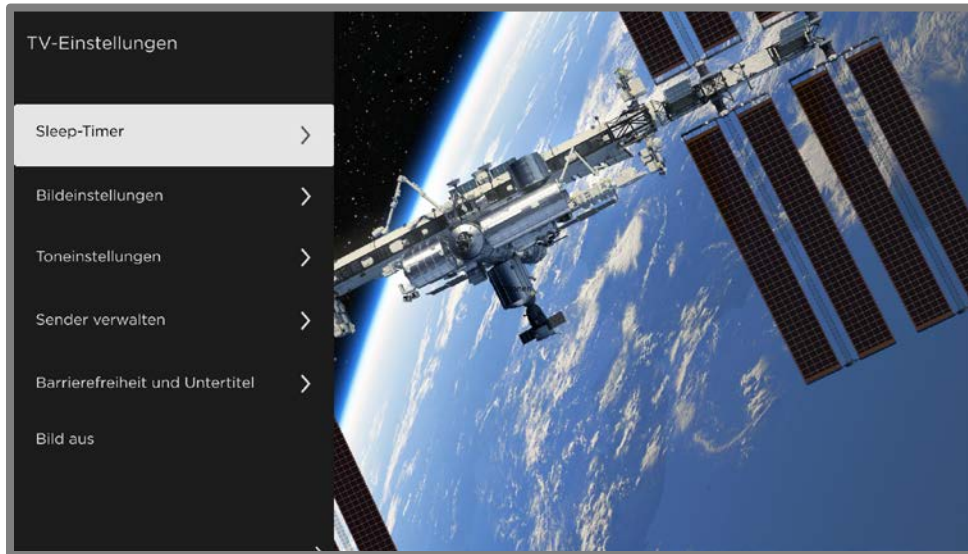 TV-Einstellungen
Sleep-Timer
Bildeinstellungen
Toneinstellungen
Sender verwalten
Barrierefreiheit und Untertitel
Bild aus